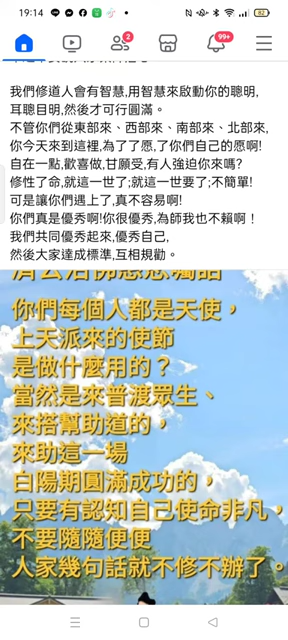 19:14
82
2
99+
我們修道人會有智慧,用智慧來啟動你的聰明,
耳聰目明,然後才可行圓滿。
不管你們從東部來、西部來、南部來、北部來,
你今天來到這裡,為了了愿,了你們自己的愿啊!
自在一點,歡喜做,甘願受,有人強迫你來嗎?
修性了命,就這一世了;就這一世要了;不簡單!
可是讓你們遇上了,真不容易啊!
你們真是優秀啊!你很優秀,為師我也不賴啊！
我們共同優秀起來,優秀自己,
然後大家達成標準,互相規勸。
濟公活佛慈悲囑語
你們每個人都是天使，
上天派來的使節
是做什麼用的？
當然是來普渡眾生、
來搭幫助道的，
來助這一場
白陽期圓滿成功的，
只要有認知自己使命非凡，
不要隨隨便便
人家幾句話就不修不辦了。